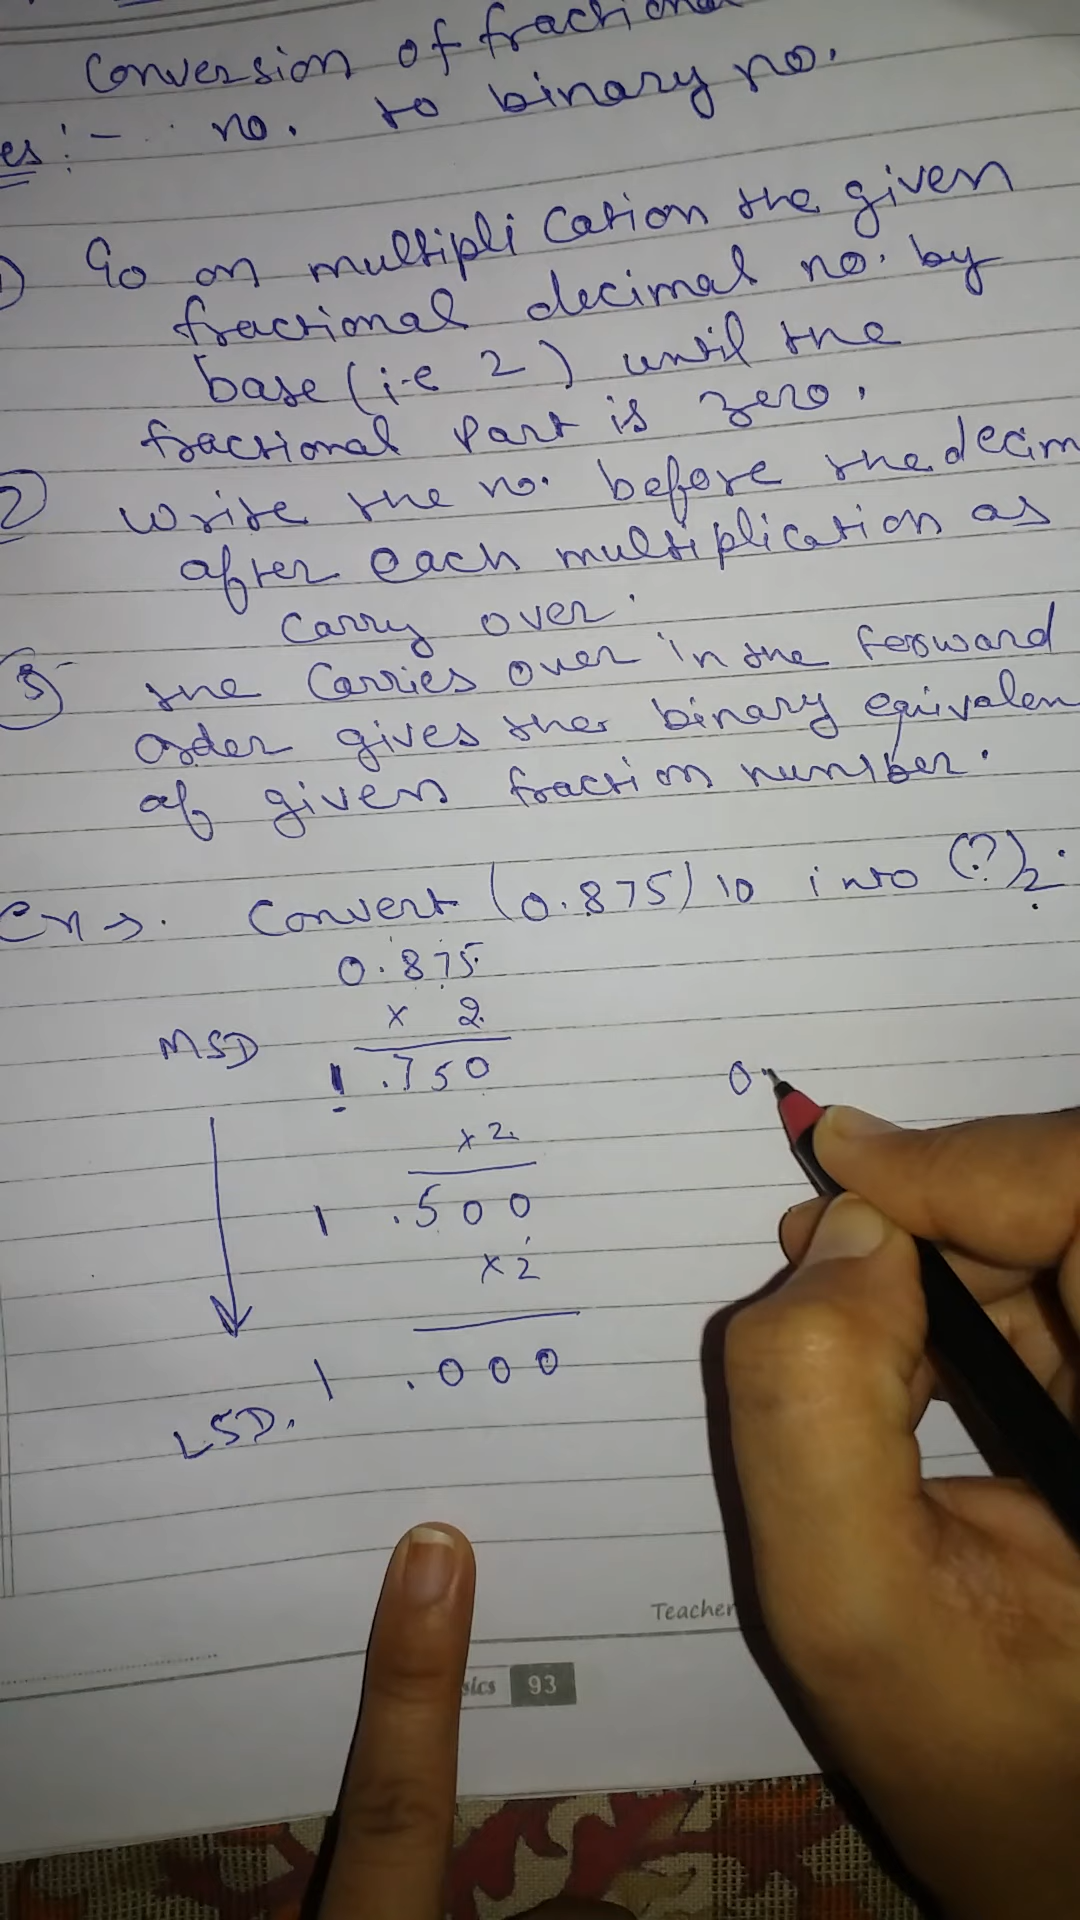 Conversion of fractiona
es:- no. to binary no.
1) Go on multiplication the given
fractional decimal no. by
base (i-e 2) until the
fractional Part is zero.
2 write the no. before the decim
after each multiplication as
carry over.
3 the Carries over in the forward
order gives the binary equivalen
of given fraction number.
Convert (0.875)10 into (?)2.
0.875
x 2
MSD
1 .750
0.
x 2
1 .500
x 2
1 .000
LSD.
Teacher
sics 93